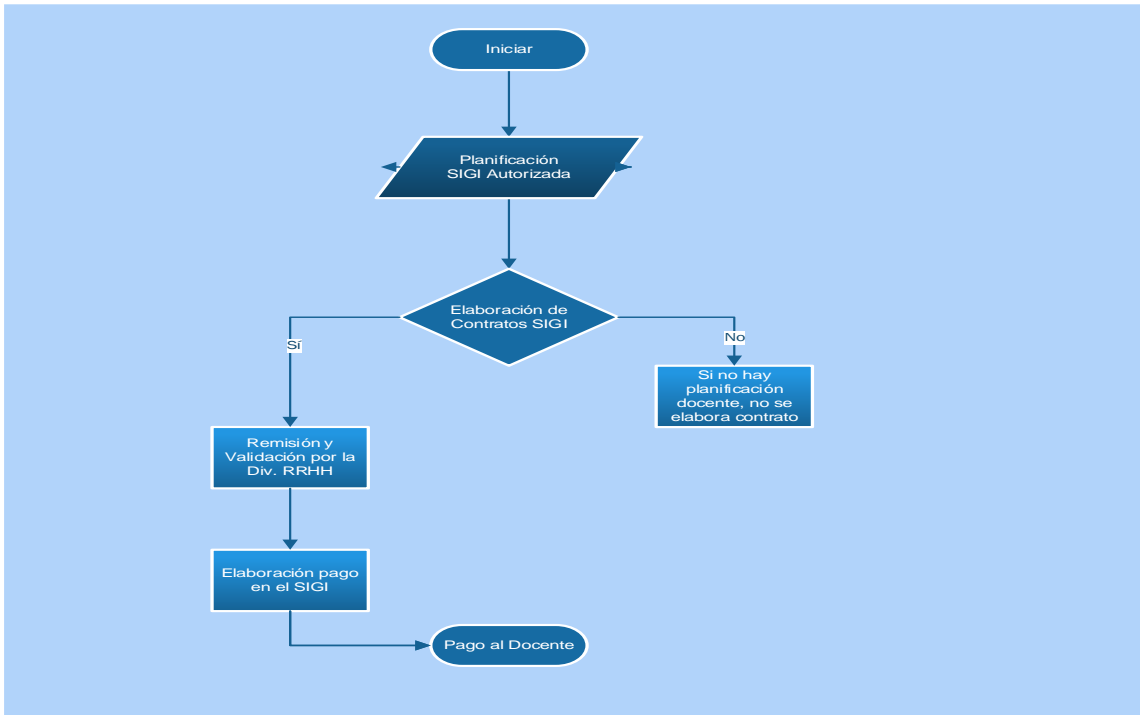 Iniciar
Planificación
SIGI Autorizada
Elaboración de
Contratos SIGI
Sí
No
Si no hay
planificación
docente, no se
elabora contrato
Remisión y
Validación por la
Div. RRHH
Elaboración pago
en el SIGI
Pago al Docente